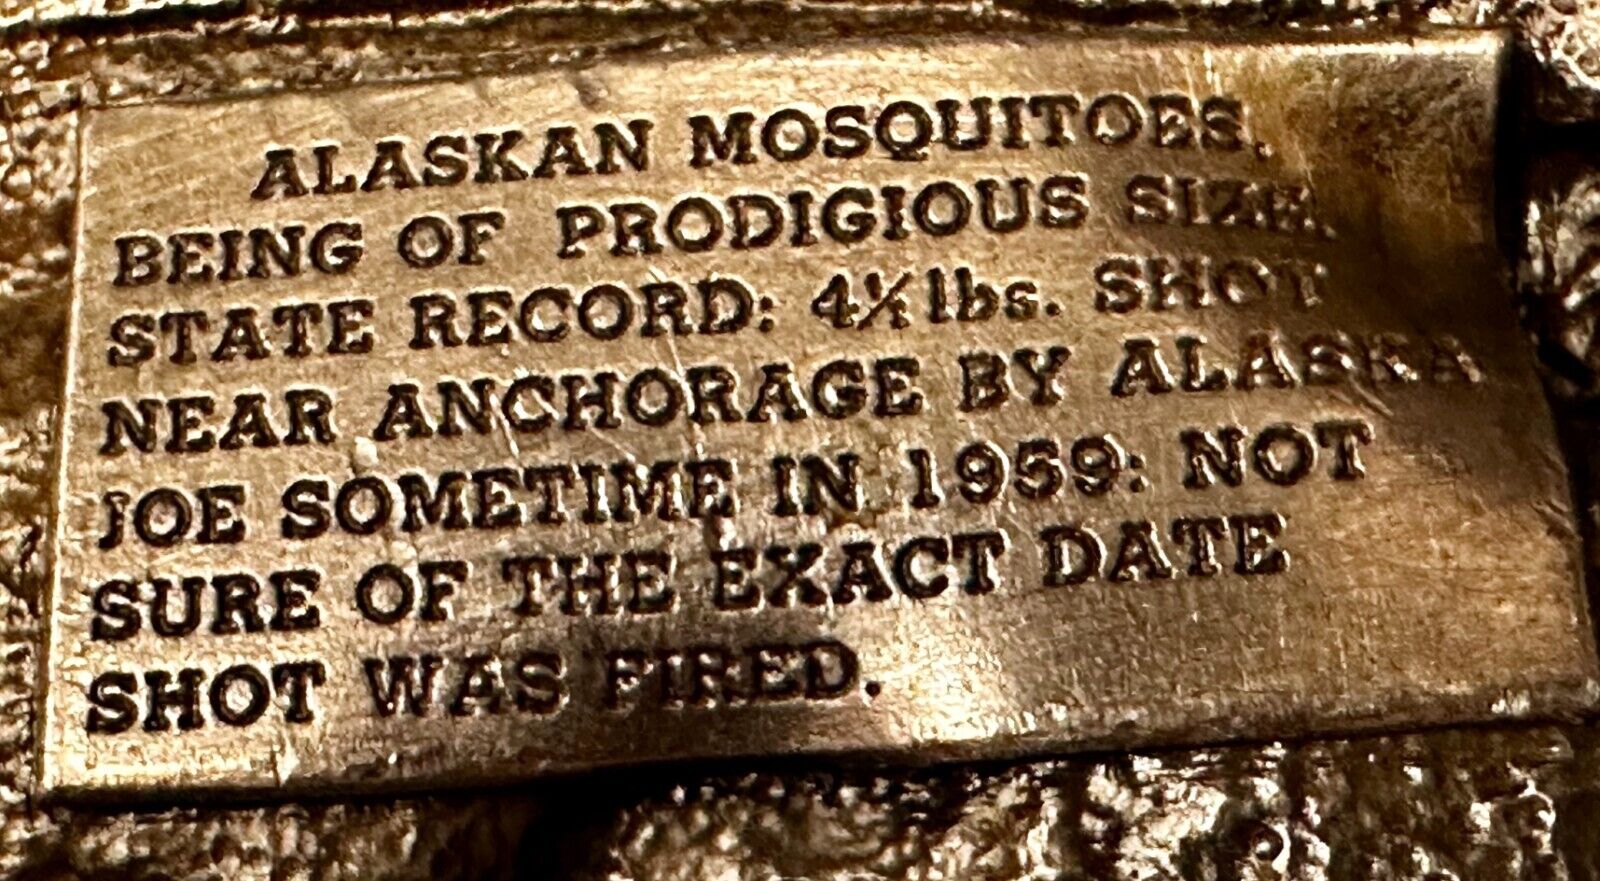 ALASKAN MOSQUITOES,
BEING OF PRODIGIOUS SIZE.
STATE RECORD: 4¼ lbs. SHOT
NEAR ANCHORAGE BY ALASKA
JOE SOMETIME IN 1959: NOT
SURE OF THE EXACT DATE
SHOT WAS FIRED.